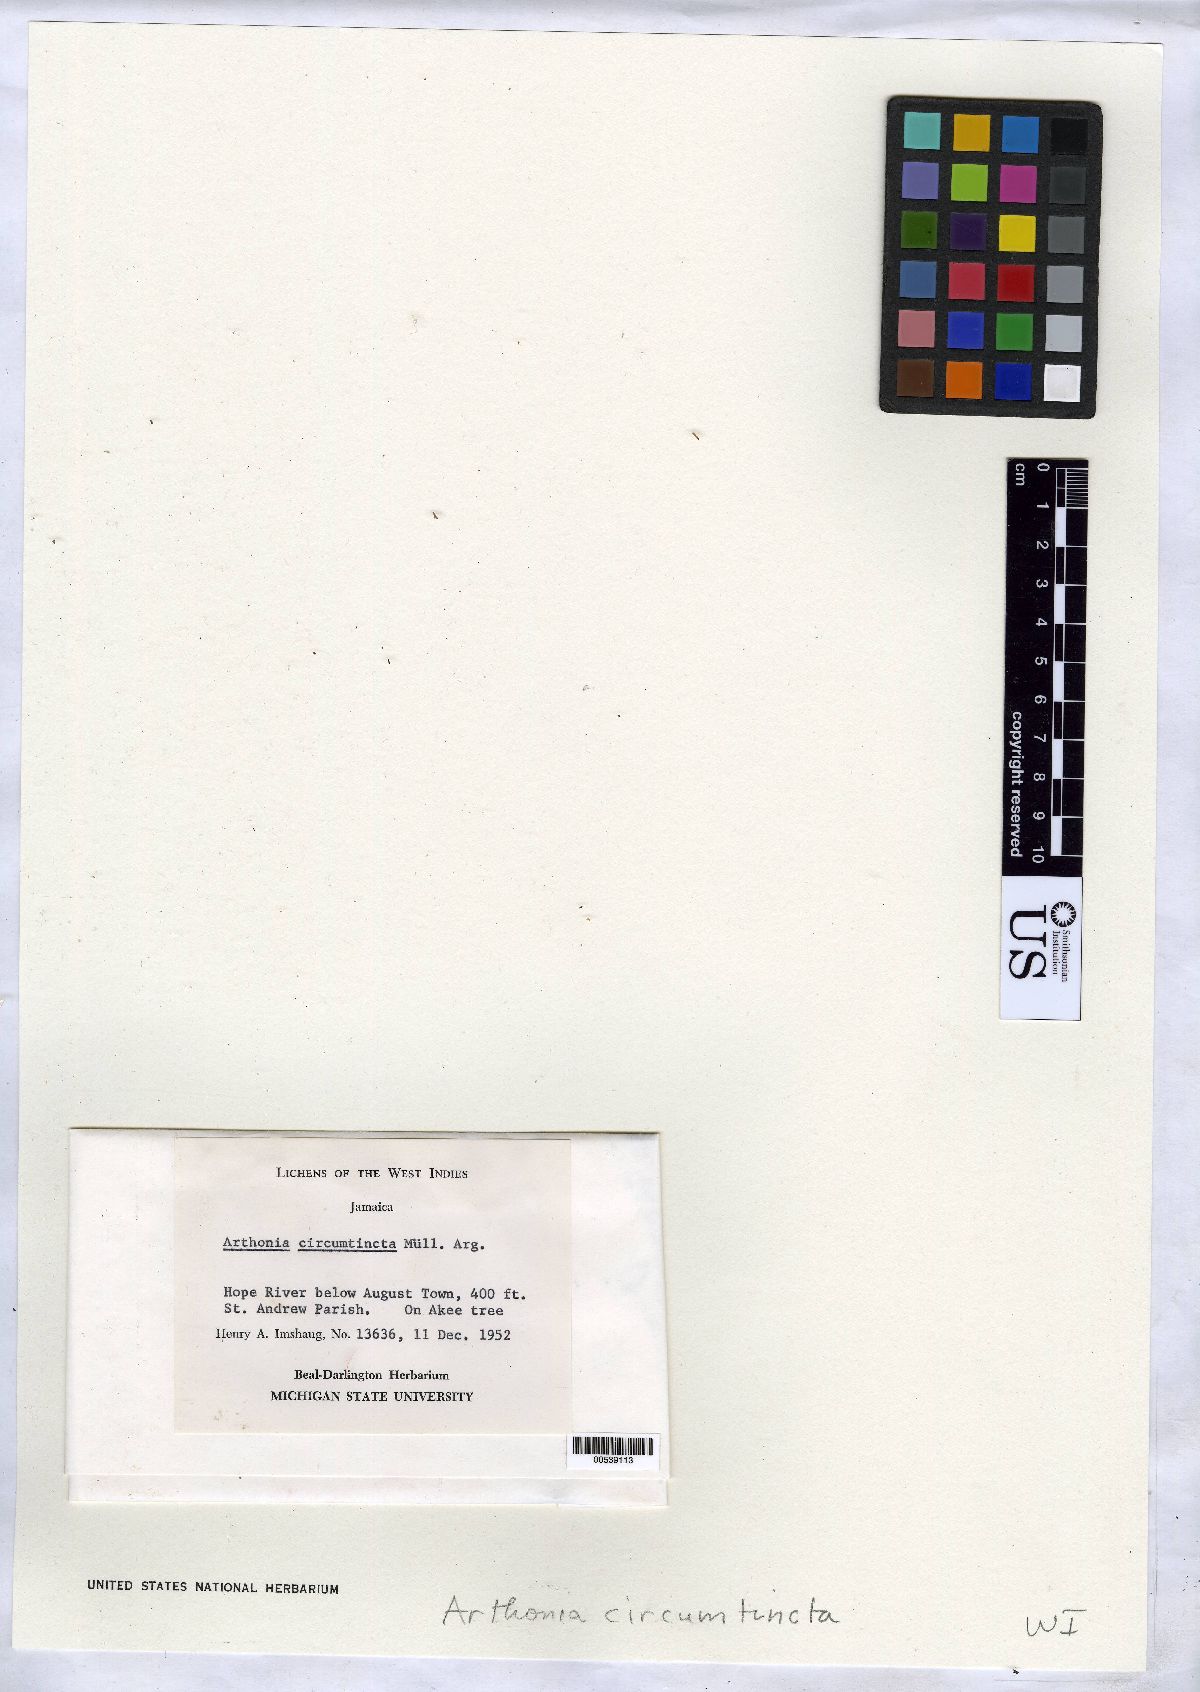 cm 0 1 2 3 4 5 6 7 8 9 10
copyright reserved
Smithsonian
Institution
US
LICHENS OF THE WEST INDIES
Jamaica
Arthonia circumtincta Müll. Arg.
Hope River below August Town, 400 ft.
St. Andrew Parish. On Akee tree
Henry A. Imshaug, No. 13636, 11 Dec. 1952
Beal-Darlington Herbarium
MICHIGAN STATE UNIVERSITY
00539113
UNITED STATES NATIONAL HERBARIUM
Arthonia circumtincta
WI